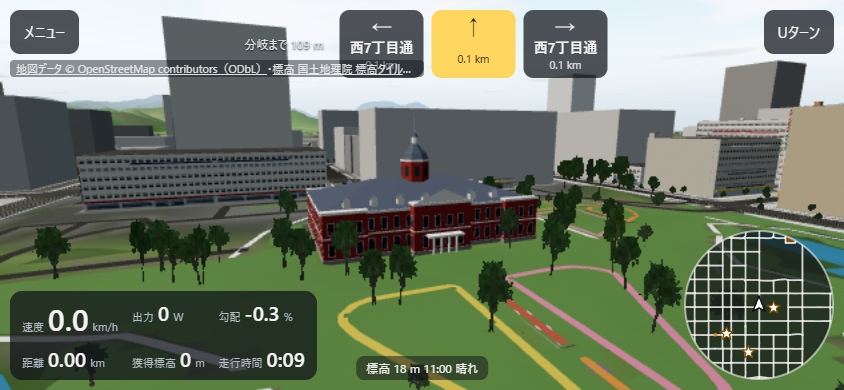 メニュー
分岐まで 109 m
←
西7丁目通
↑
0.1 km
→
西7丁目通
0.1 km
Uターン
地図データ © OpenStreetMap contributors（ODbL）・標高 国土地理院 標高タイル...
速度 0.0 km/h
出力 0 W
勾配 -0.3 %
距離 0.00 km
獲得標高 0 m
走行時間 0:09
標高 18 m 11:00 晴れ